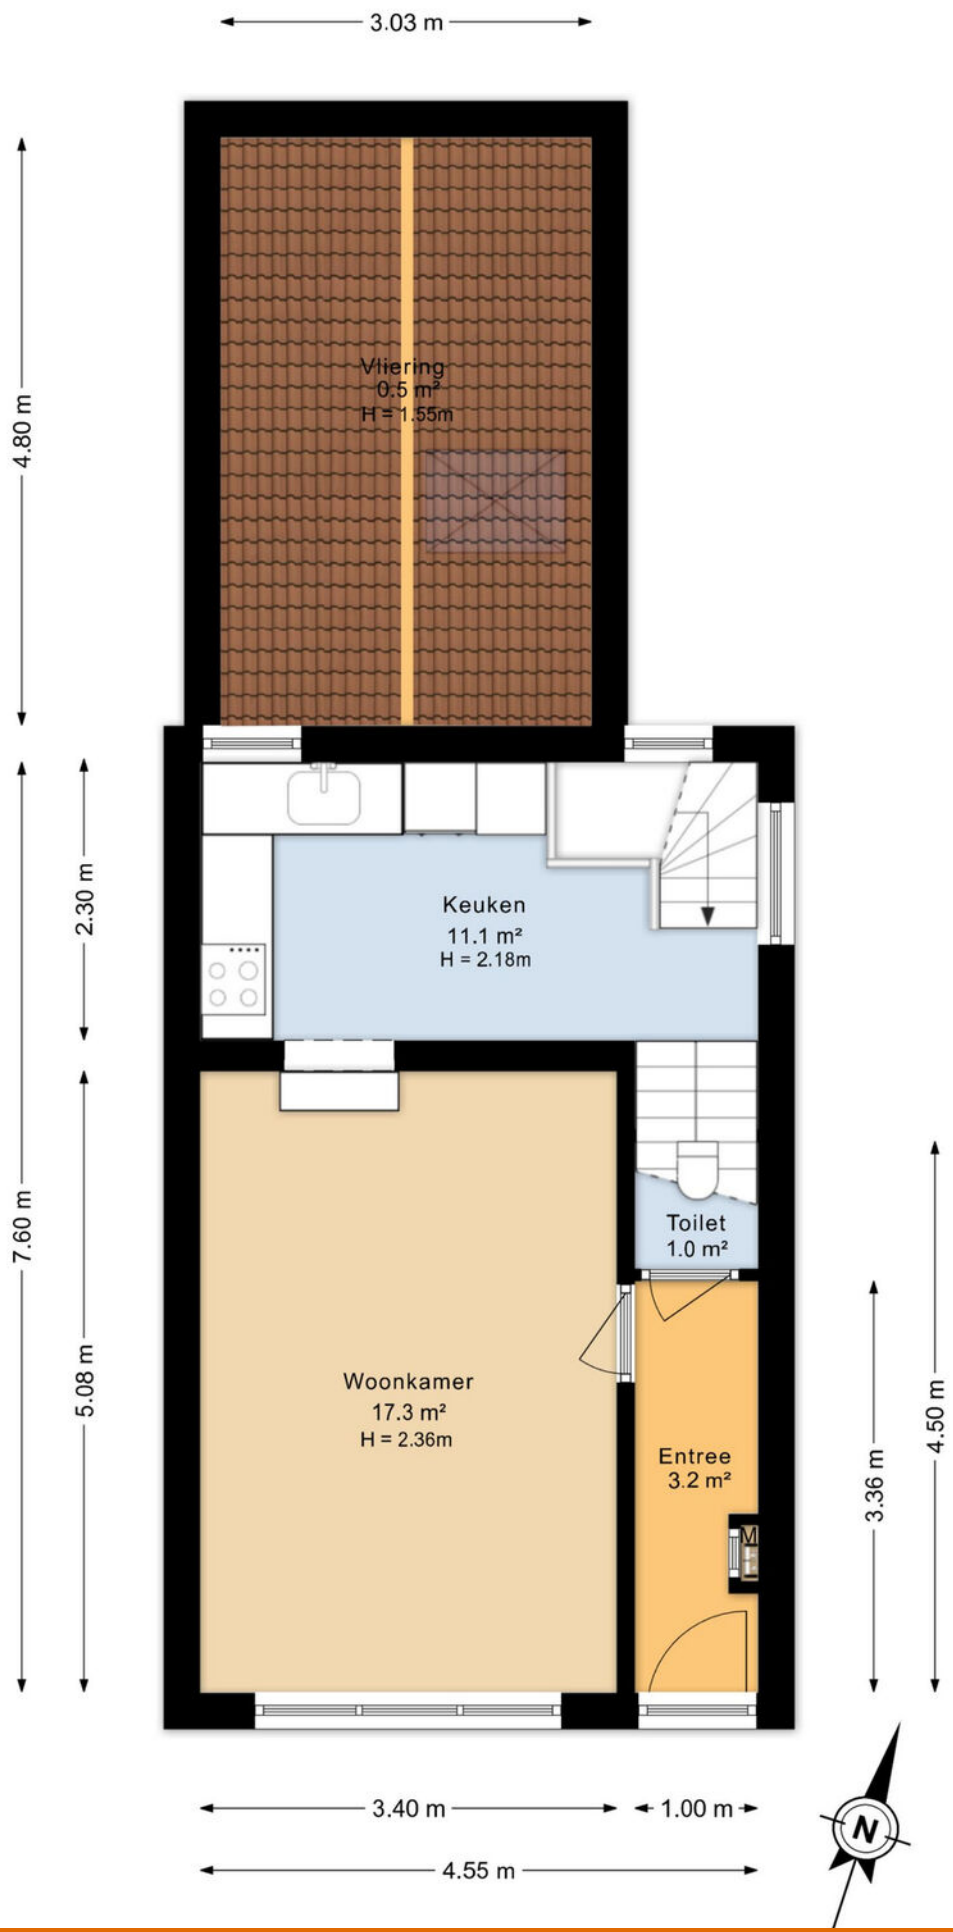 3.03 m
4.80 m
Vliering
0.5 m²
H = 1.55m
2.30 m
Keuken
11.1 m²
H = 2.18m
7.60 m
5.08 m
Toilet
1.0 m²
Woonkamer
17.3 m²
H = 2.36m
Entree
3.2 m²
M
3.36 m
4.50 m
3.40 m
1.00 m
4.55 m
N